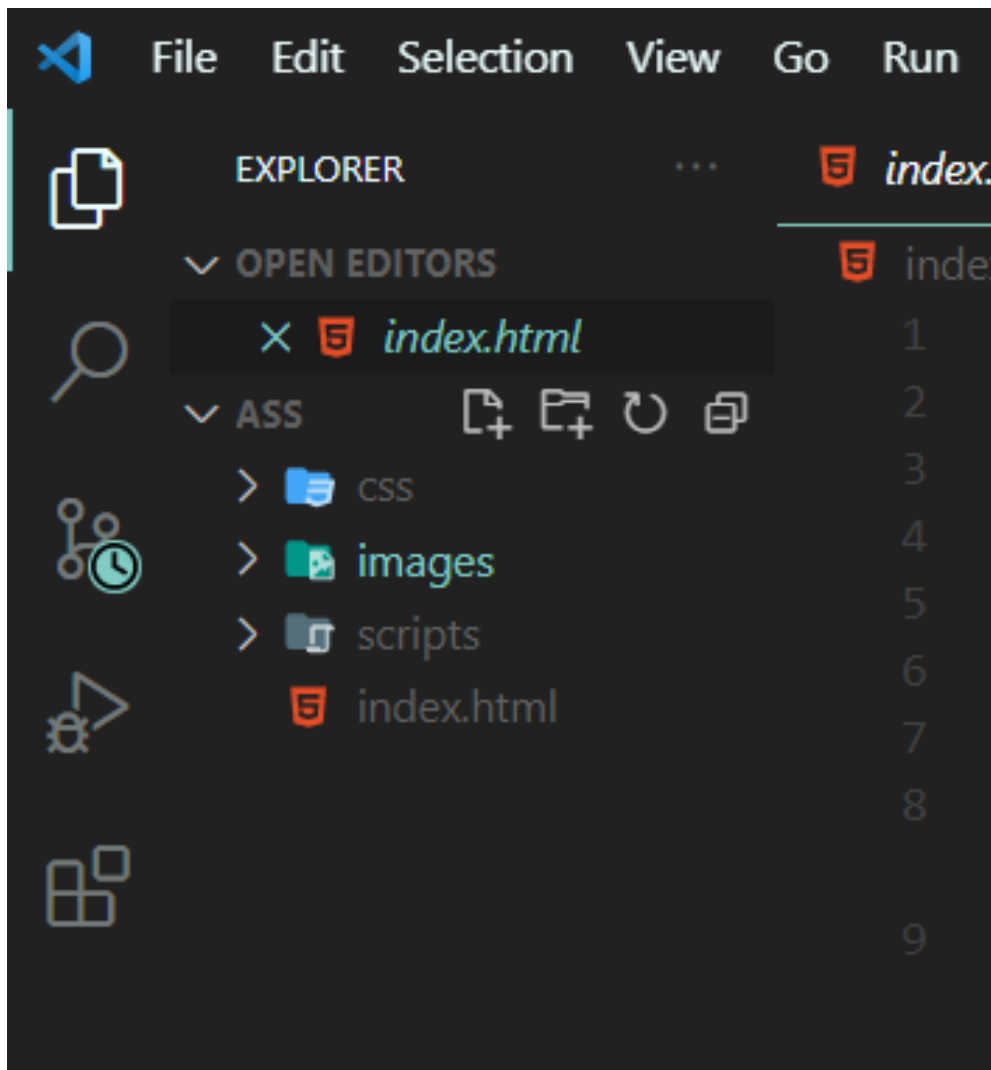 File Edit Selection View Go Run
EXPLORER ··· index.
OPEN EDITORS
index.html
ASS
css
images
scripts
index.html
inde
1
2
3
4
5
6
7
8
9